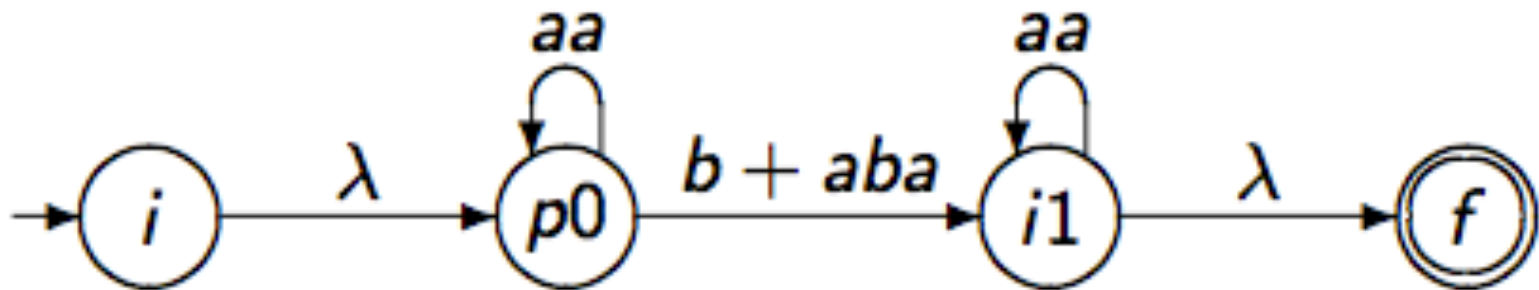 aa aa
λ b + aba λ
i p0 i1 f